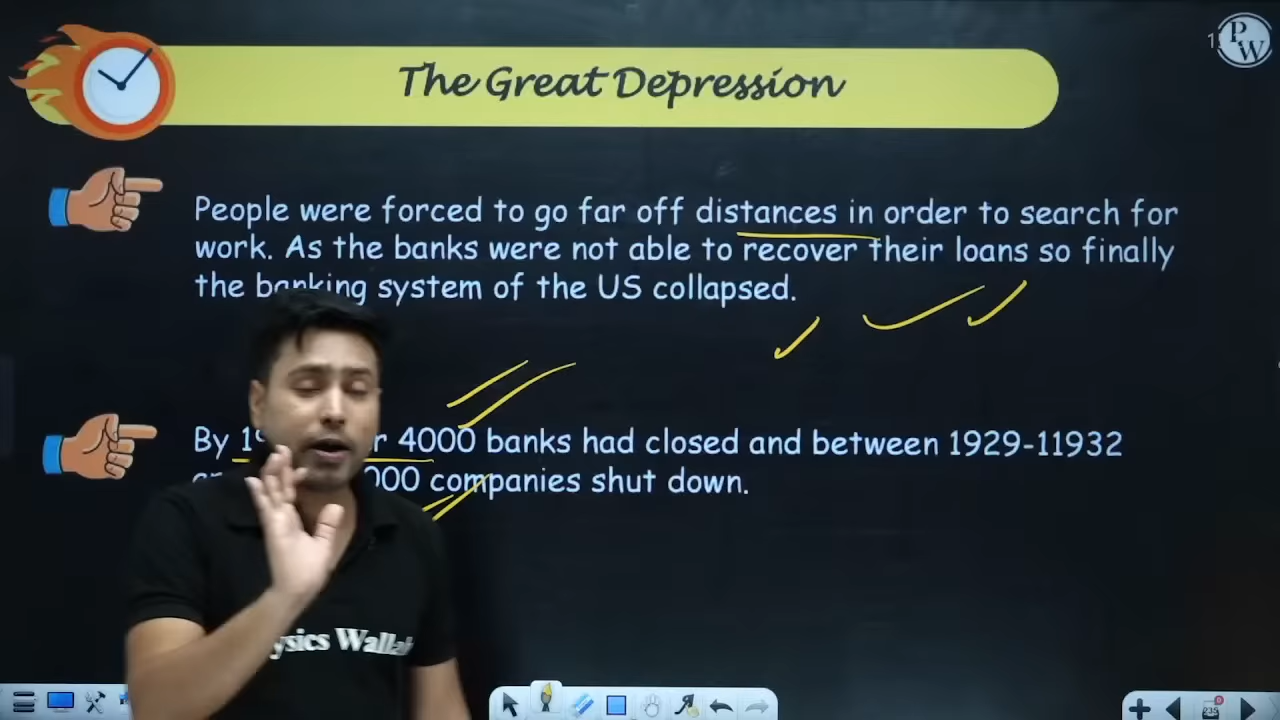 PW
The Great Depression
People were forced to go far off distances in order to search for
work. As the banks were not able to recover their loans so finally
the banking system of the US collapsed.
By 4000 banks had closed and between 1929-11932
000 companies shut down.
ysics Walla
235